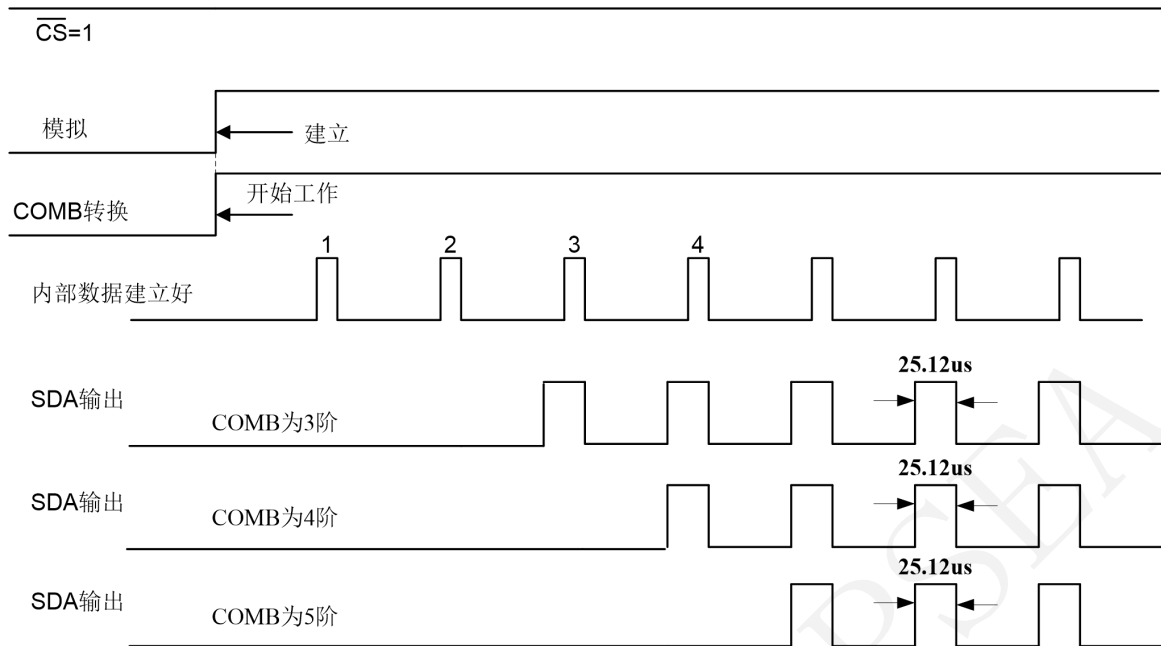 CS=1
模拟
建立
COMB转换
开始工作
1 2 3 4
内部数据建立好
25.12us
SDA输出
COMB为3阶
25.12us
SDA输出
COMB为4阶
25.12us
SDA输出
COMB为5阶
PSEA